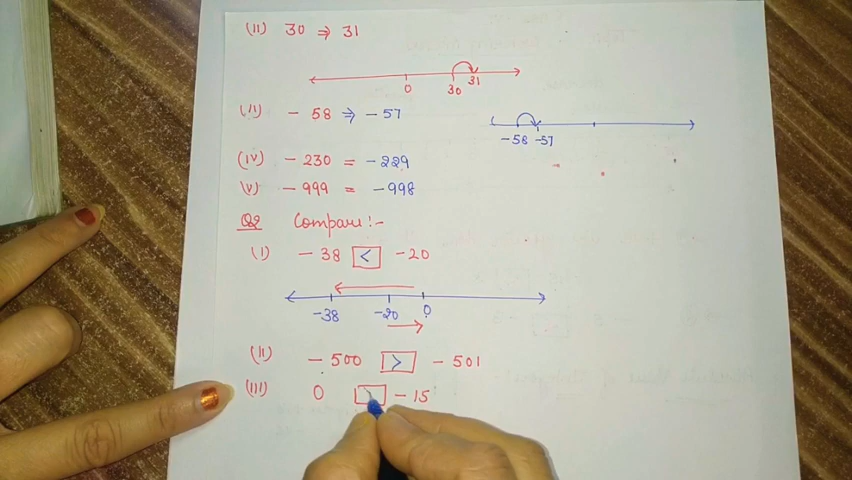 (II) 30 ⇒ 31
0 30 31
(II) - 58 ⇒ -57
-58 -57
(IV) - 230 = -229
(V) - 999 = -998
Q2 Compare:-
(I) - 38 < -20
-38 -20 0
(II) - 500 > - 501
(III) 0 - 15